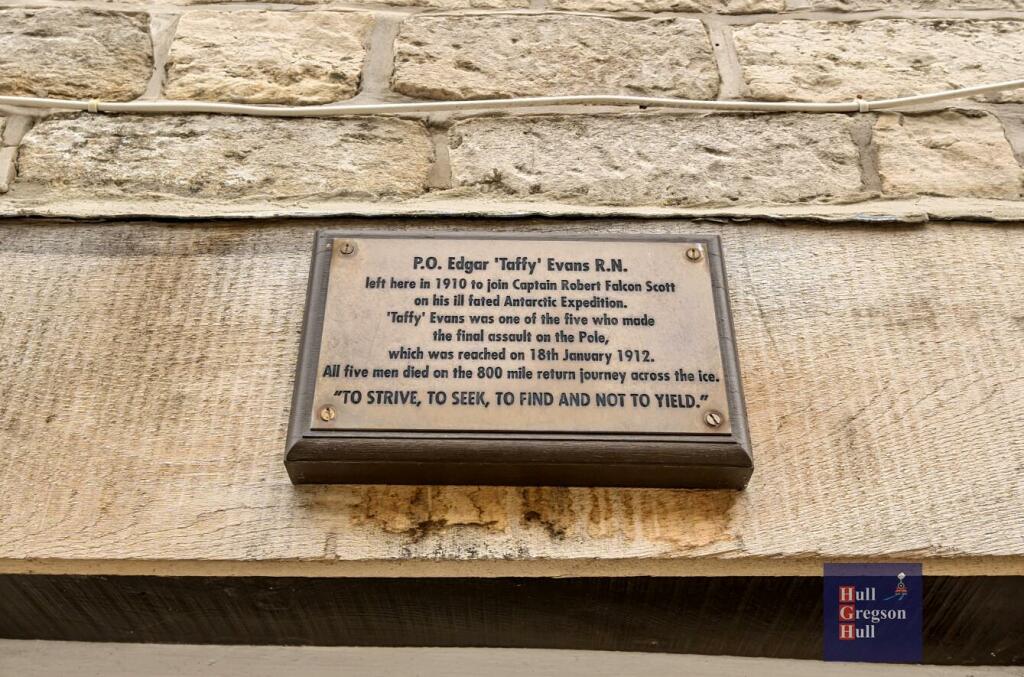 P.O. Edgar 'Taffy' Evans R.N.
left here in 1910 to join Captain Robert Falcon Scott
on his ill fated Antarctic Expedition.
'Taffy' Evans was one of the five who made
the final assault on the Pole,
which was reached on 18th January 1912.
All five men died on the 800 mile return journey across the ice.
"TO STRIVE, TO SEEK, TO FIND AND NOT TO YIELD."
Hull
Gregson
Hull